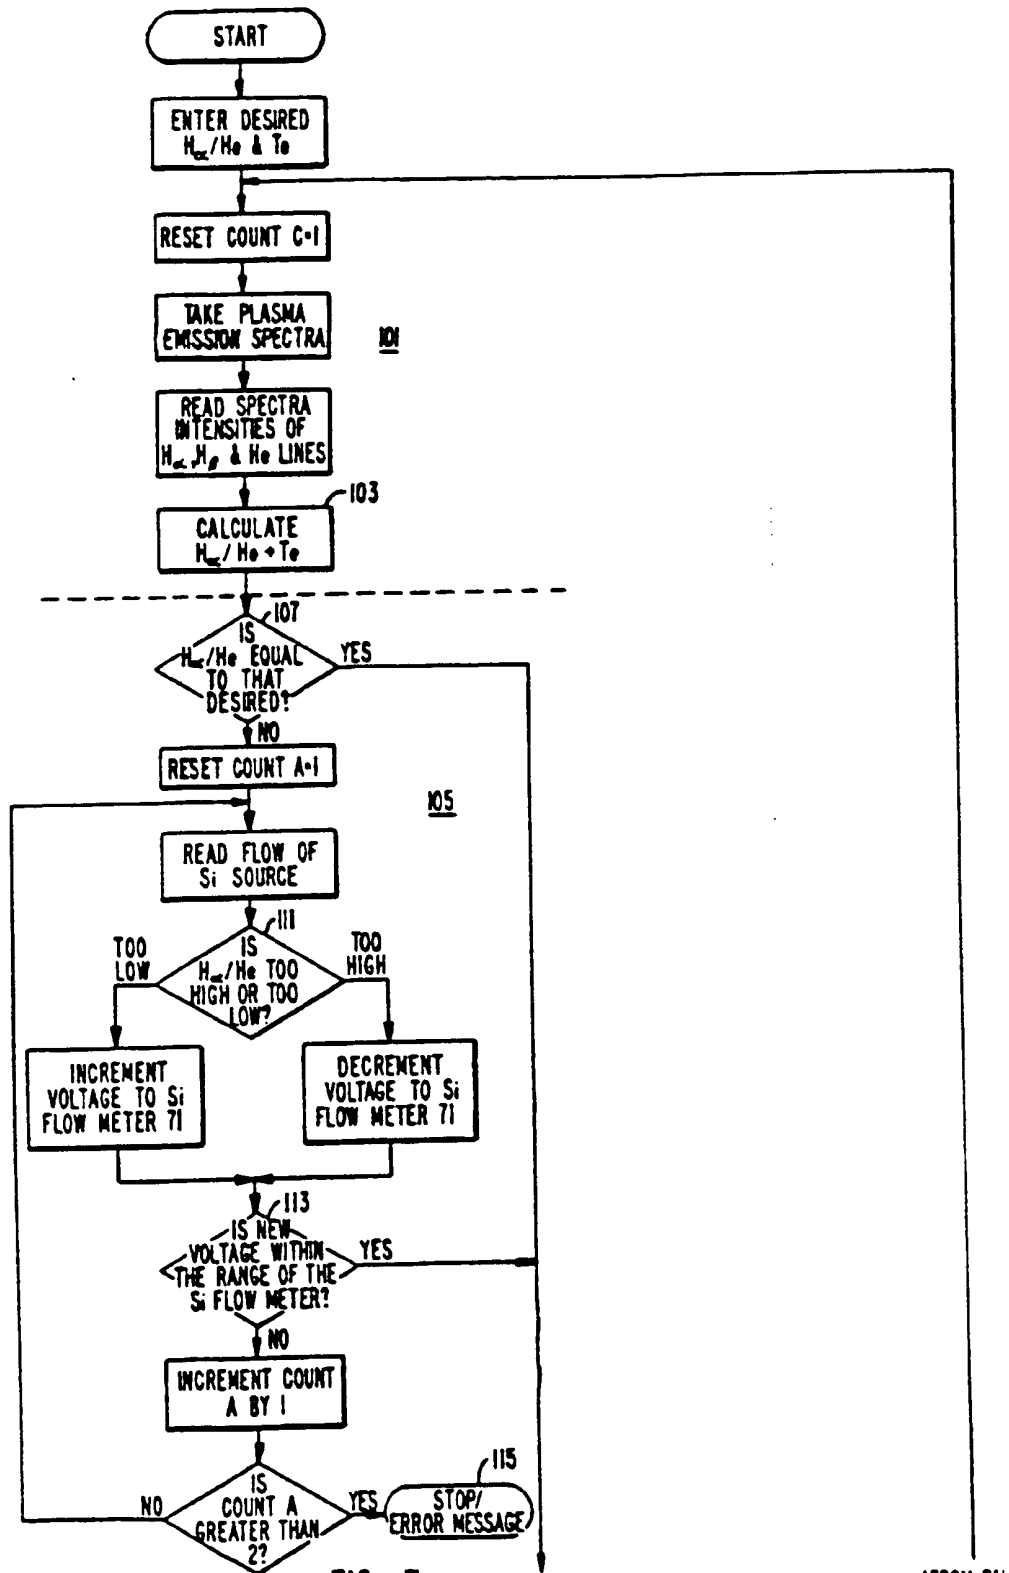 START
ENTER DESIRED
Hα/He & Te
RESET COUNT C=1
TAKE PLASMA
EMISSION SPECTRA
101
READ SPECTRA
INTENSITIES OF
Hα, Hβ & He LINES
103
CALCULATE
Hα/He + Te
107
IS
Hα/He EQUAL
TO THAT
DESIRED?
YES
NO
RESET COUNT A=1
105
READ FLOW OF
Si SOURCE
111
TOO
LOW
IS
Hα/He TOO
HIGH OR TOO
LOW?
TOO
HIGH
INCREMENT
VOLTAGE TO Si
FLOW METER 71
DECREMENT
VOLTAGE TO Si
FLOW METER 71
113
IS NEW
VOLTAGE WITHIN
THE RANGE OF THE
Si FLOW METER?
YES
NO
INCREMENT COUNT
A BY 1
115
NO
IS
COUNT A
GREATER THAN
2?
YES
STOP/
ERROR MESSAGE